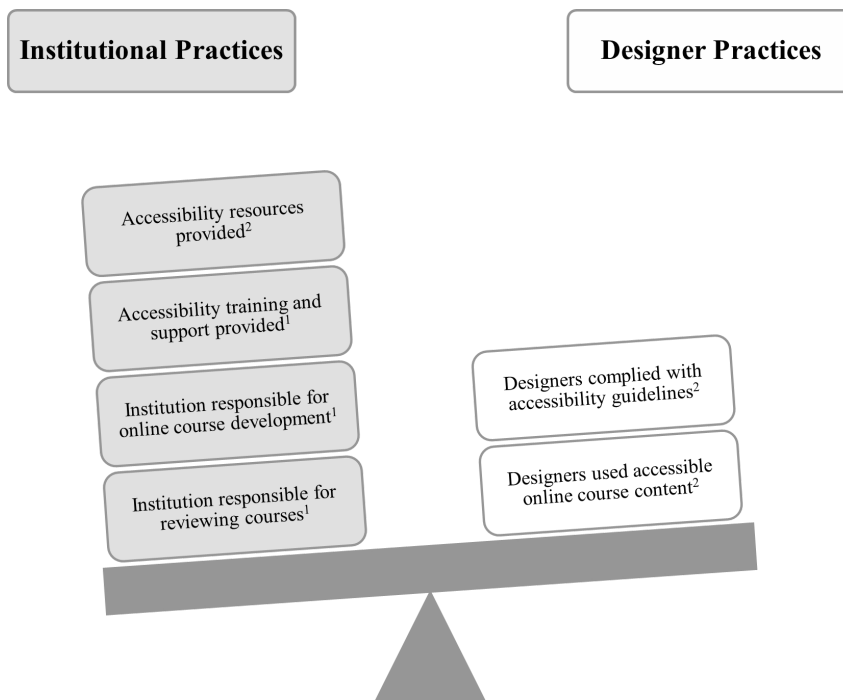 Institutional Practices
Designer Practices
Accessibility resources
provided²
Accessibility training and
support provided¹
Institution responsible for
online course development¹
Institution responsible for
reviewing courses¹
Designers complied with
accessibility guidelines²
Designers used accessible
online course content²